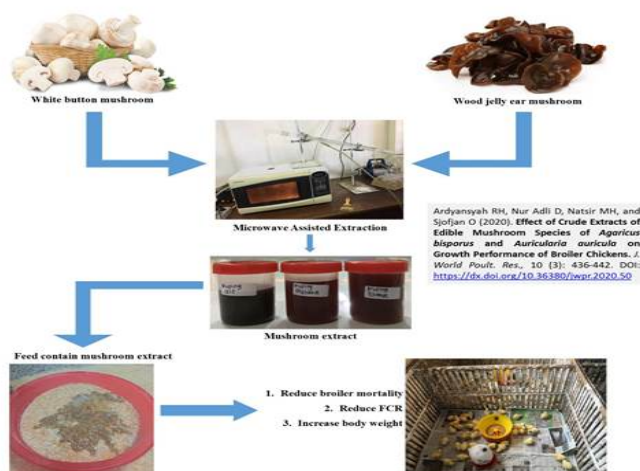 White button mushroom
Wood jelly ear mushroom
Microwave Assisted Extraction
Ardyansyah RH, Nur Adli D, Natsir MH, and
Sjofjan O (2020). Effect of Crude Extracts of
Edible Mushroom Species of Agaricus
bisporus and Auricularia auricula on
Growth Performance of Broiler Chickens. J.
World Poult. Res., 10 (3): 436-442. DOI:
https://dx.doi.org/10.36380/jwpr.2020.50
Mushroom extract
Feed contain mushroom extract
1. Reduce broiler mortality
2. Reduce FCR
3. Increase body weight